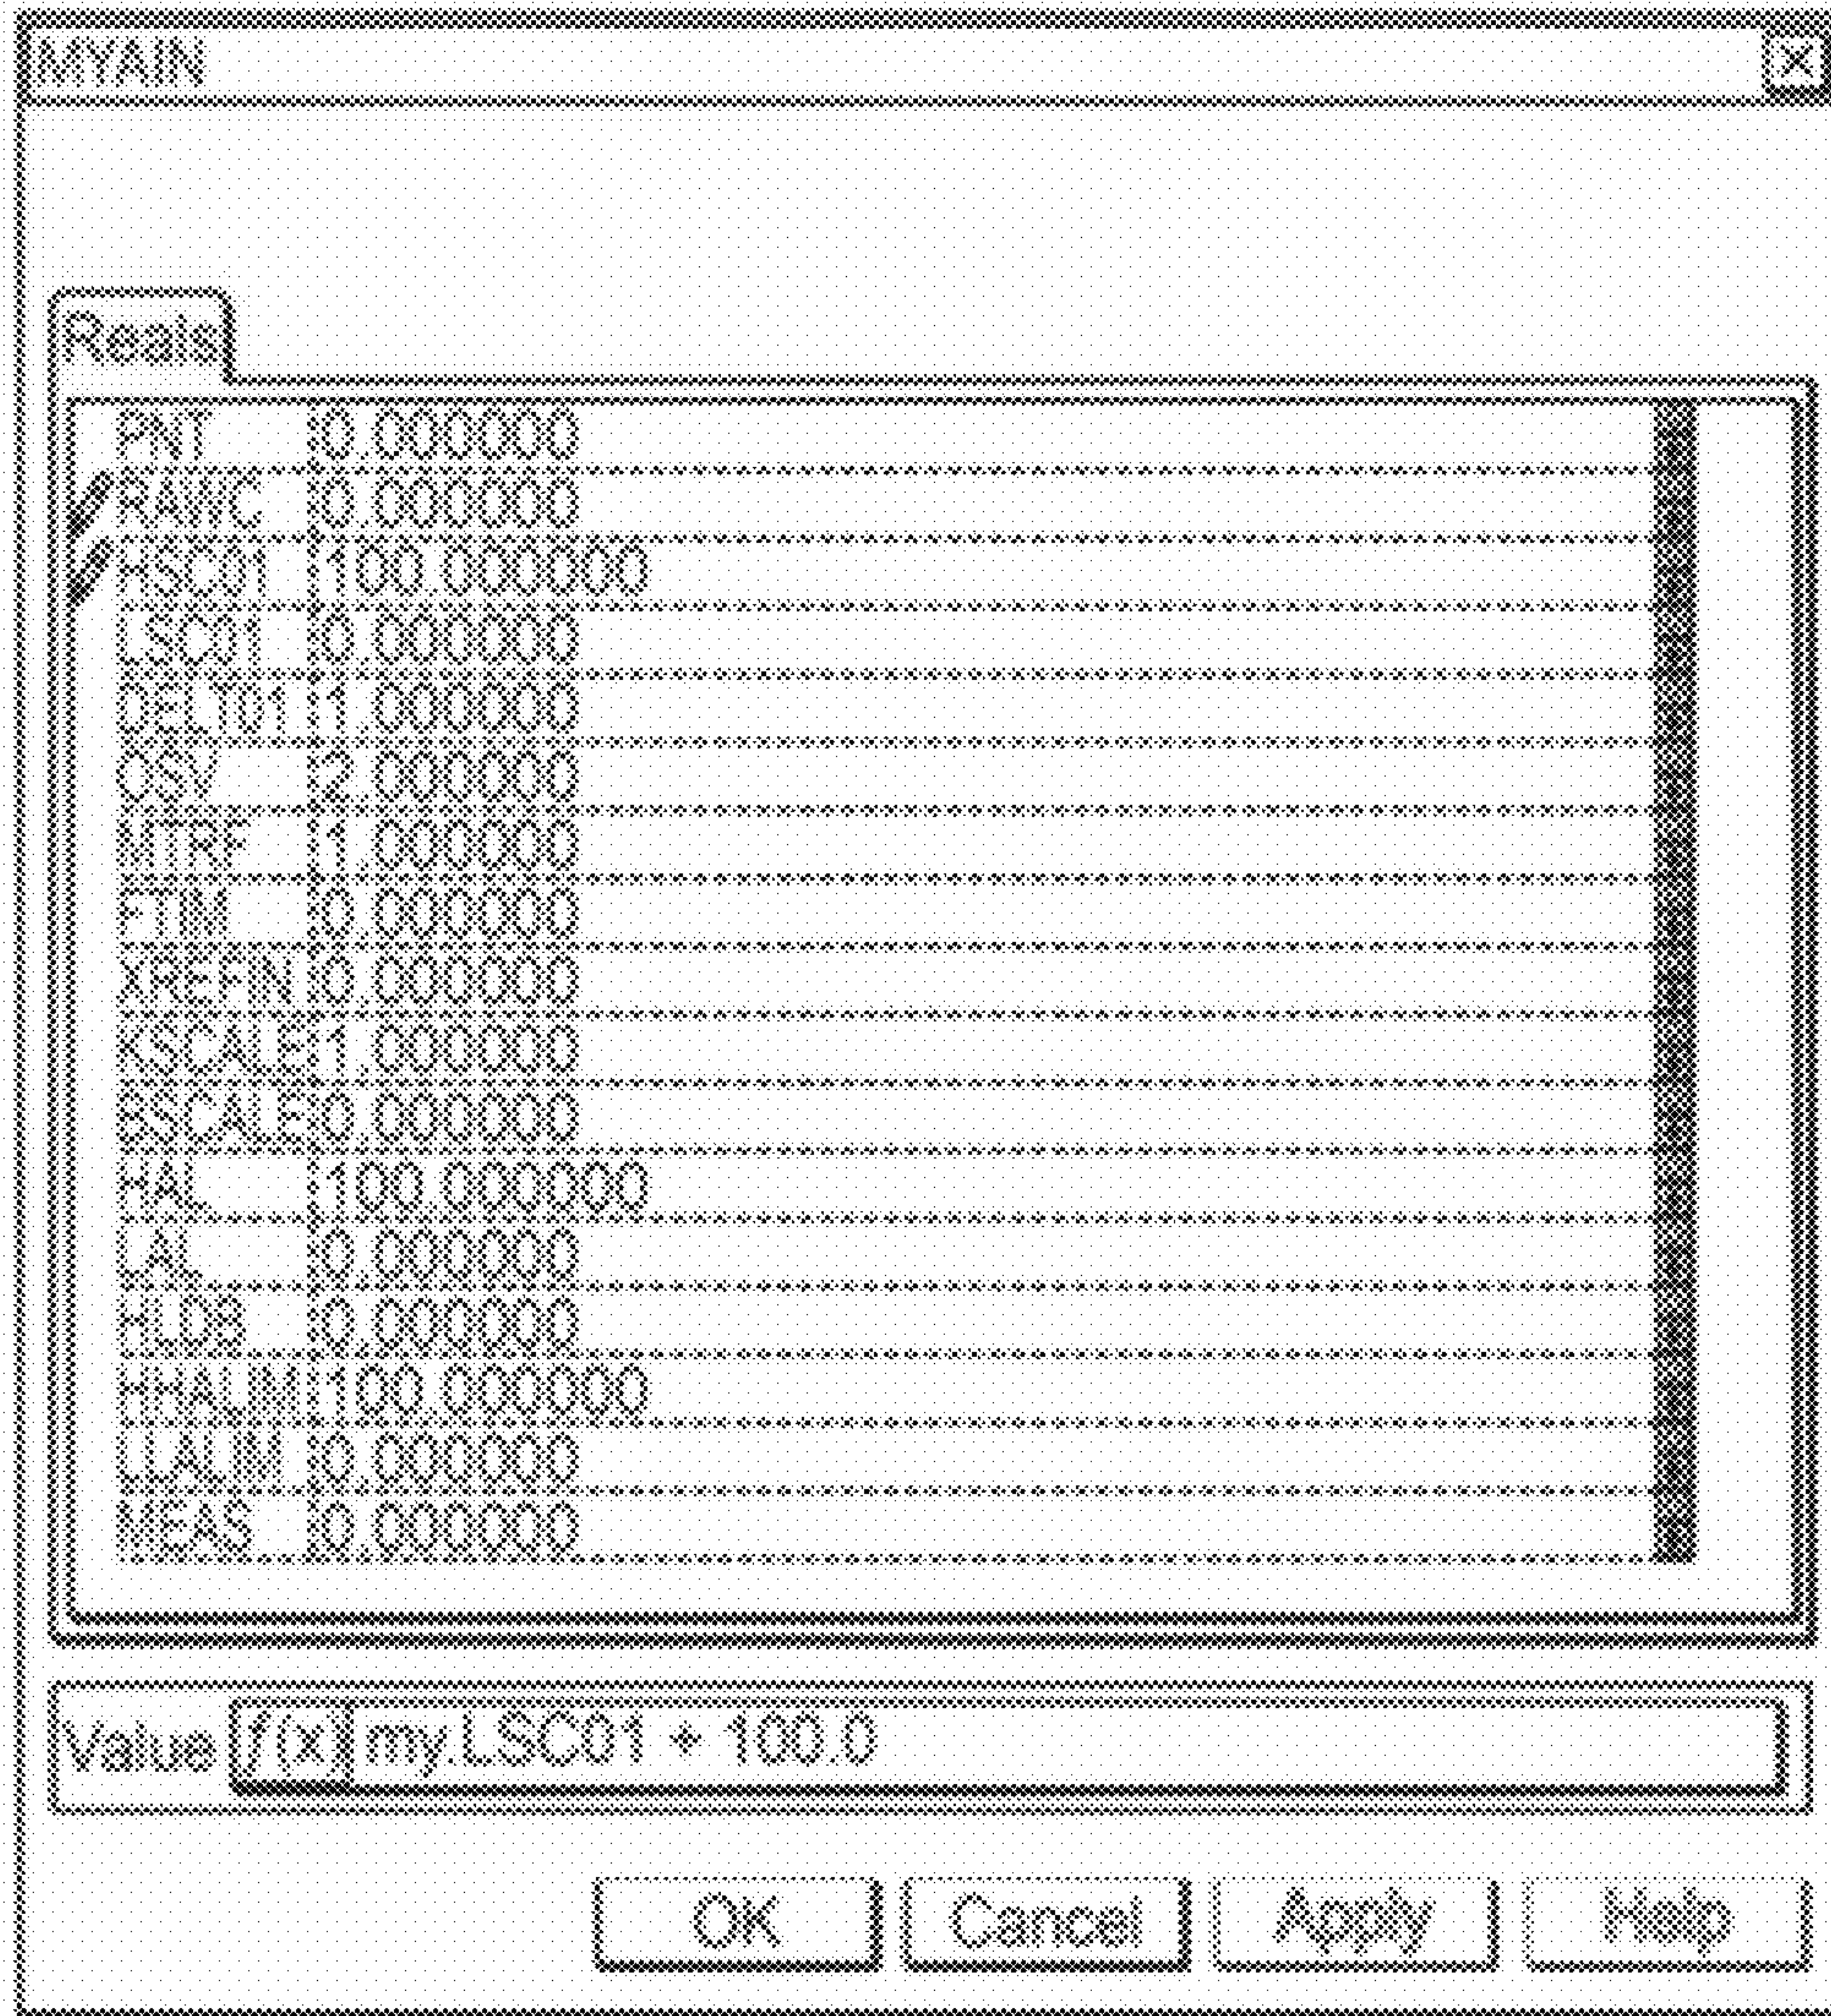 MYAIN
Reals
PNT 0.000000
RAWC 0.000000
HSC01 100.000000
LSC01 0.000000
DELT01 1.000000
OSV 2.000000
MTRF 1.000000
FTIM 0.000000
XREFIN 0.000000
KSCALE 1.000000
BSCALE 0.000000
HAL 100.000000
LAL 0.000000
HLDB 0.000000
HHALIM 100.000000
LLALIM 0.000000
MEAS 0.000000
Value f(x) my.LSC01 + 100.0
OK Cancel Apply Help